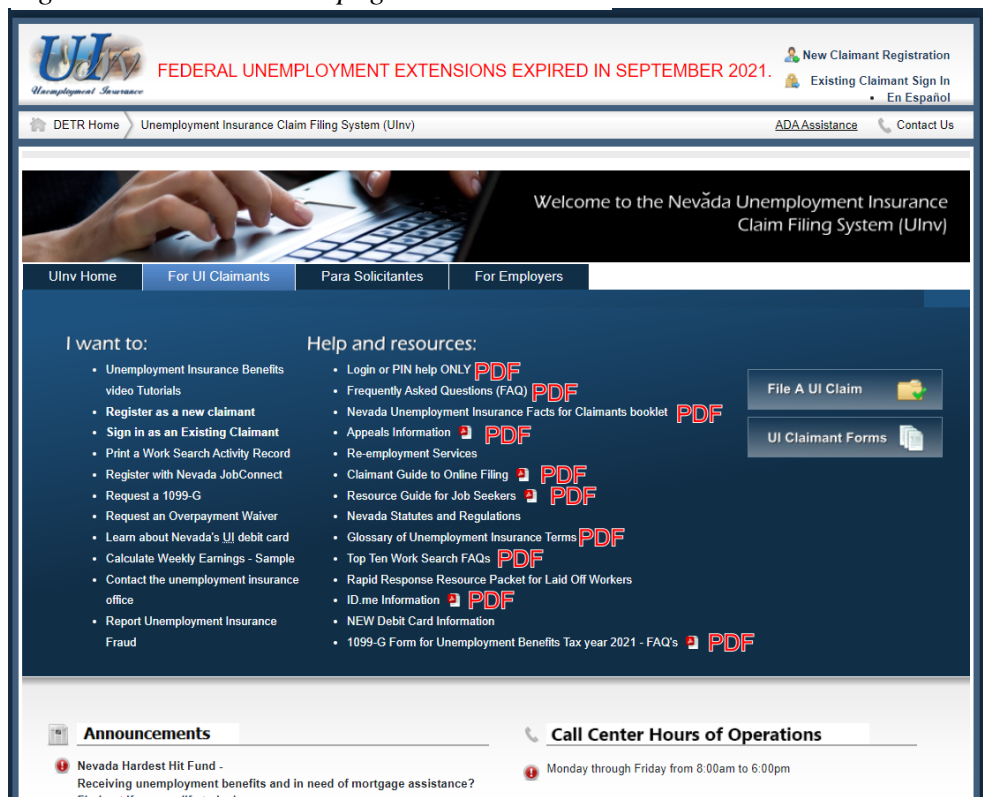 UInv
Unemployment Insurance
FEDERAL UNEMPLOYMENT EXTENSIONS EXPIRED IN SEPTEMBER 2021.
New Claimant Registration
Existing Claimant Sign In
• En Español
DETR Home
Unemployment Insurance Claim Filing System (UInv)
ADA Assistance
Contact Us
Welcome to the Nevăda Unemployment Insurance
Claim Filing System (UInv)
UInv Home
For UI Claimants
Para Solicitantes
For Employers
I want to:
• Unemployment Insurance Benefits
video Tutorials
• Register as a new claimant
• Sign in as an Existing Claimant
• Print a Work Search Activity Record
• Register with Nevada JobConnect
• Request a 1099-G
• Request an Overpayment Waiver
• Learn about Nevada's UI debit card
• Calculate Weekly Earnings - Sample
• Contact the unemployment insurance
office
• Report Unemployment Insurance
Fraud
Help and resources:
• Login or PIN help ONLY PDF
• Frequently Asked Questions (FAQ) PDF
• Nevada Unemployment Insurance Facts for Claimants booklet PDF
• Appeals Information PDF
• Re-employment Services
• Claimant Guide to Online Filing PDF
• Resource Guide for Job Seekers PDF
• Nevada Statutes and Regulations
• Glossary of Unemployment Insurance Terms PDF
• Top Ten Work Search FAQs PDF
• Rapid Response Resource Packet for Laid Off Workers
• ID.me Information PDF
• NEW Debit Card Information
• 1099-G Form for Unemployment Benefits Tax year 2021 - FAQ's PDF
File A UI Claim
UI Claimant Forms
Announcements
Nevada Hardest Hit Fund -
Receiving unemployment benefits and in need of mortgage assistance?
Call Center Hours of Operations
Monday through Friday from 8:00am to 6:00pm